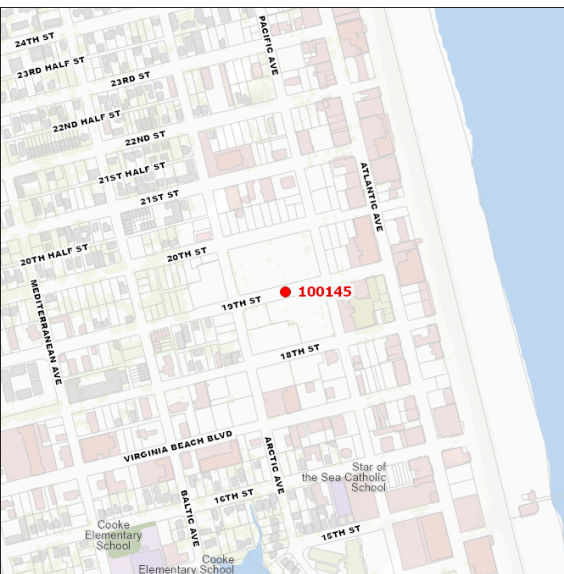 24TH ST
PACIFIC AVE
23RD HALF ST
23RD ST
22ND HALF ST
22ND ST
21ST HALF ST
21ST ST
ATLANTIC AVE
20TH HALF ST
20TH ST
MEDITERRANEAN AVE
100145
19TH ST
18TH ST
VIRGINIA BEACH BLVD
ARCTIC AVE
Star of
the Sea Catholic
School
16TH ST
BALTIC AVE
15TH ST
Cooke
Elementary
School
Cooke
Elementary School